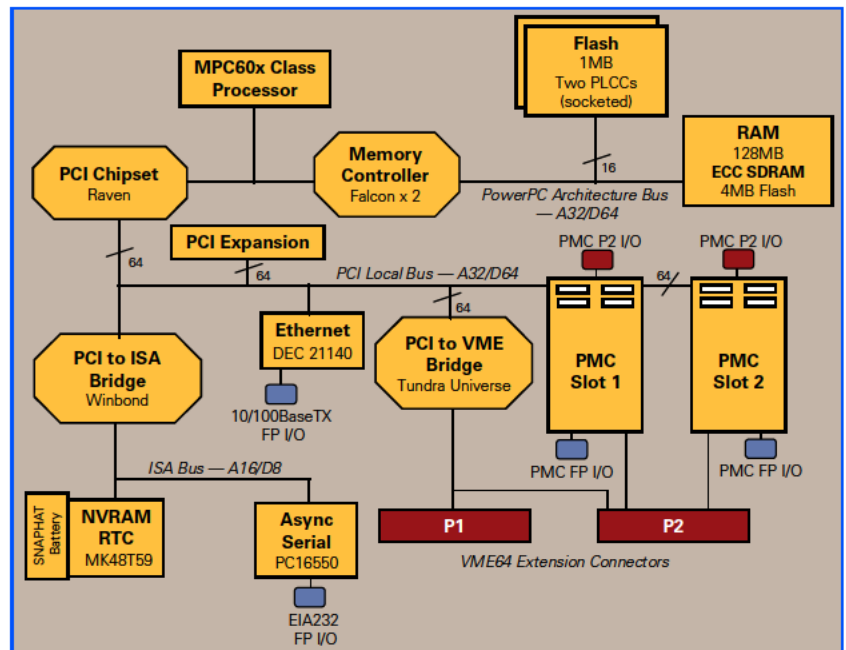 MPC60x Class
Processor
Flash
1MB
Two PLCCs
(socketed)
PCI Chipset
Raven
Memory
Controller
Falcon x 2
16
RAM
128MB
ECC SDRAM
4MB Flash
PowerPC Architecture Bus
— A32/D64
64
PCI Expansion
64
PCI Local Bus — A32/D64
PMC P2 I/O
64
PMC P2 I/O
PCI to ISA
Bridge
Winbond
Ethernet
DEC 21140
10/100BaseTX
FP I/O
64
PCI to VME
Bridge
Tundra Universe
PMC
Slot 1
PMC
Slot 2
PMC FP I/O
PMC FP I/O
ISA Bus — A16/D8
SNAPHAT
Battery
NVRAM
RTC
MK48T59
Async
Serial
PC16550
EIA232
FP I/O
P1
P2
VME64 Extension Connectors